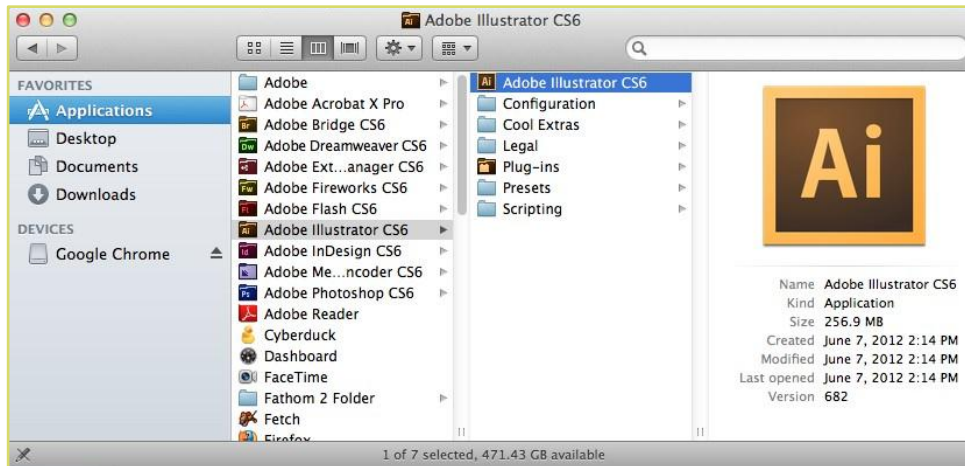 Adobe Illustrator CS6
FAVORITES
Applications
Desktop
Documents
Downloads
DEVICES
Google Chrome
Adobe
Adobe Acrobat X Pro
Adobe Bridge CS6
Adobe Dreamweaver CS6
Adobe Ext...anager CS6
Adobe Fireworks CS6
Adobe Flash CS6
Adobe Illustrator CS6
Adobe InDesign CS6
Adobe Me...ncoder CS6
Adobe Photoshop CS6
Adobe Reader
Cyberduck
Dashboard
FaceTime
Fathom 2 Folder
Fetch
Firefox
Adobe Illustrator CS6
Configuration
Cool Extras
Legal
Plug-ins
Presets
Scripting
Ai
Name Adobe Illustrator CS6
Kind Application
Size 256.9 MB
Created June 7, 2012 2:14 PM
Modified June 7, 2012 2:14 PM
Last opened June 7, 2012 2:14 PM
Version 682
1 of 7 selected, 471.43 GB available